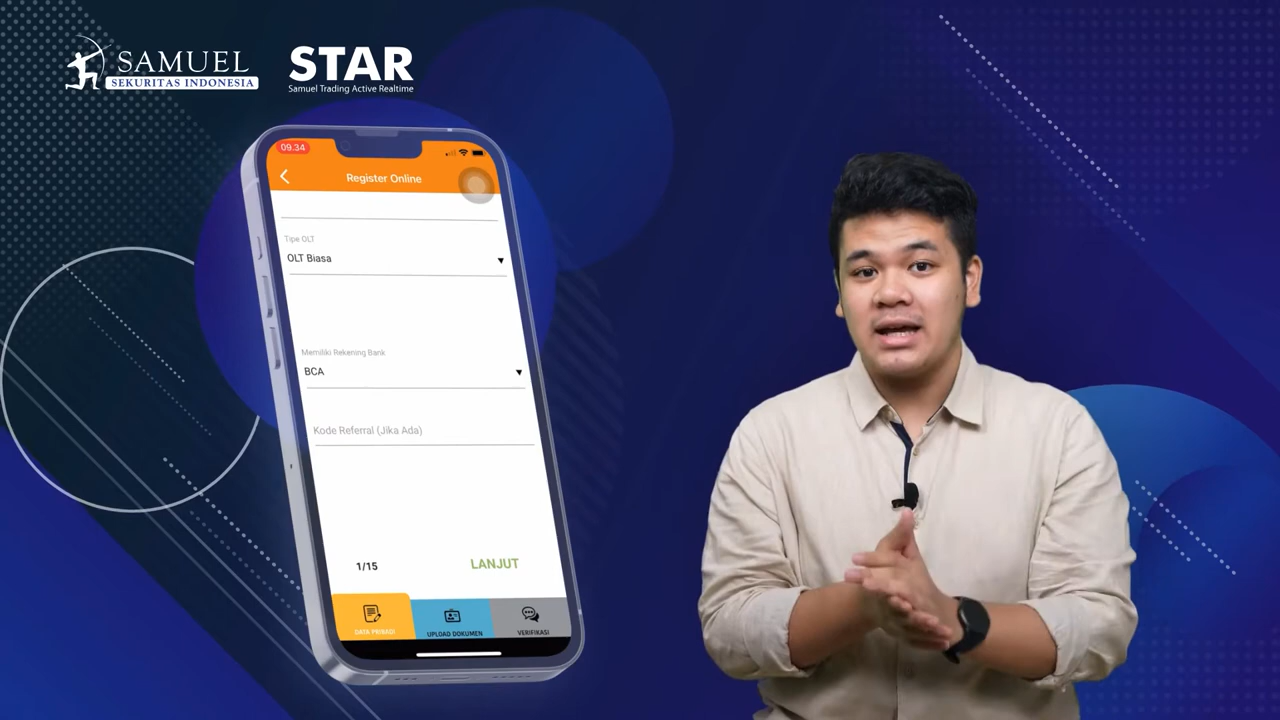 SAMUEL
SEKURITAS INDONESIA
STAR
Samuel Trading Active Realtime
09.34
Register Online
Tipe OLT
OLT Biasa
Memiliki Rekening Bank
BCA
Kode Referral (Jika Ada)
1/15
LANJUT
DATA PRIBADI
UPLOAD DOKUMEN
VERIFIKASI